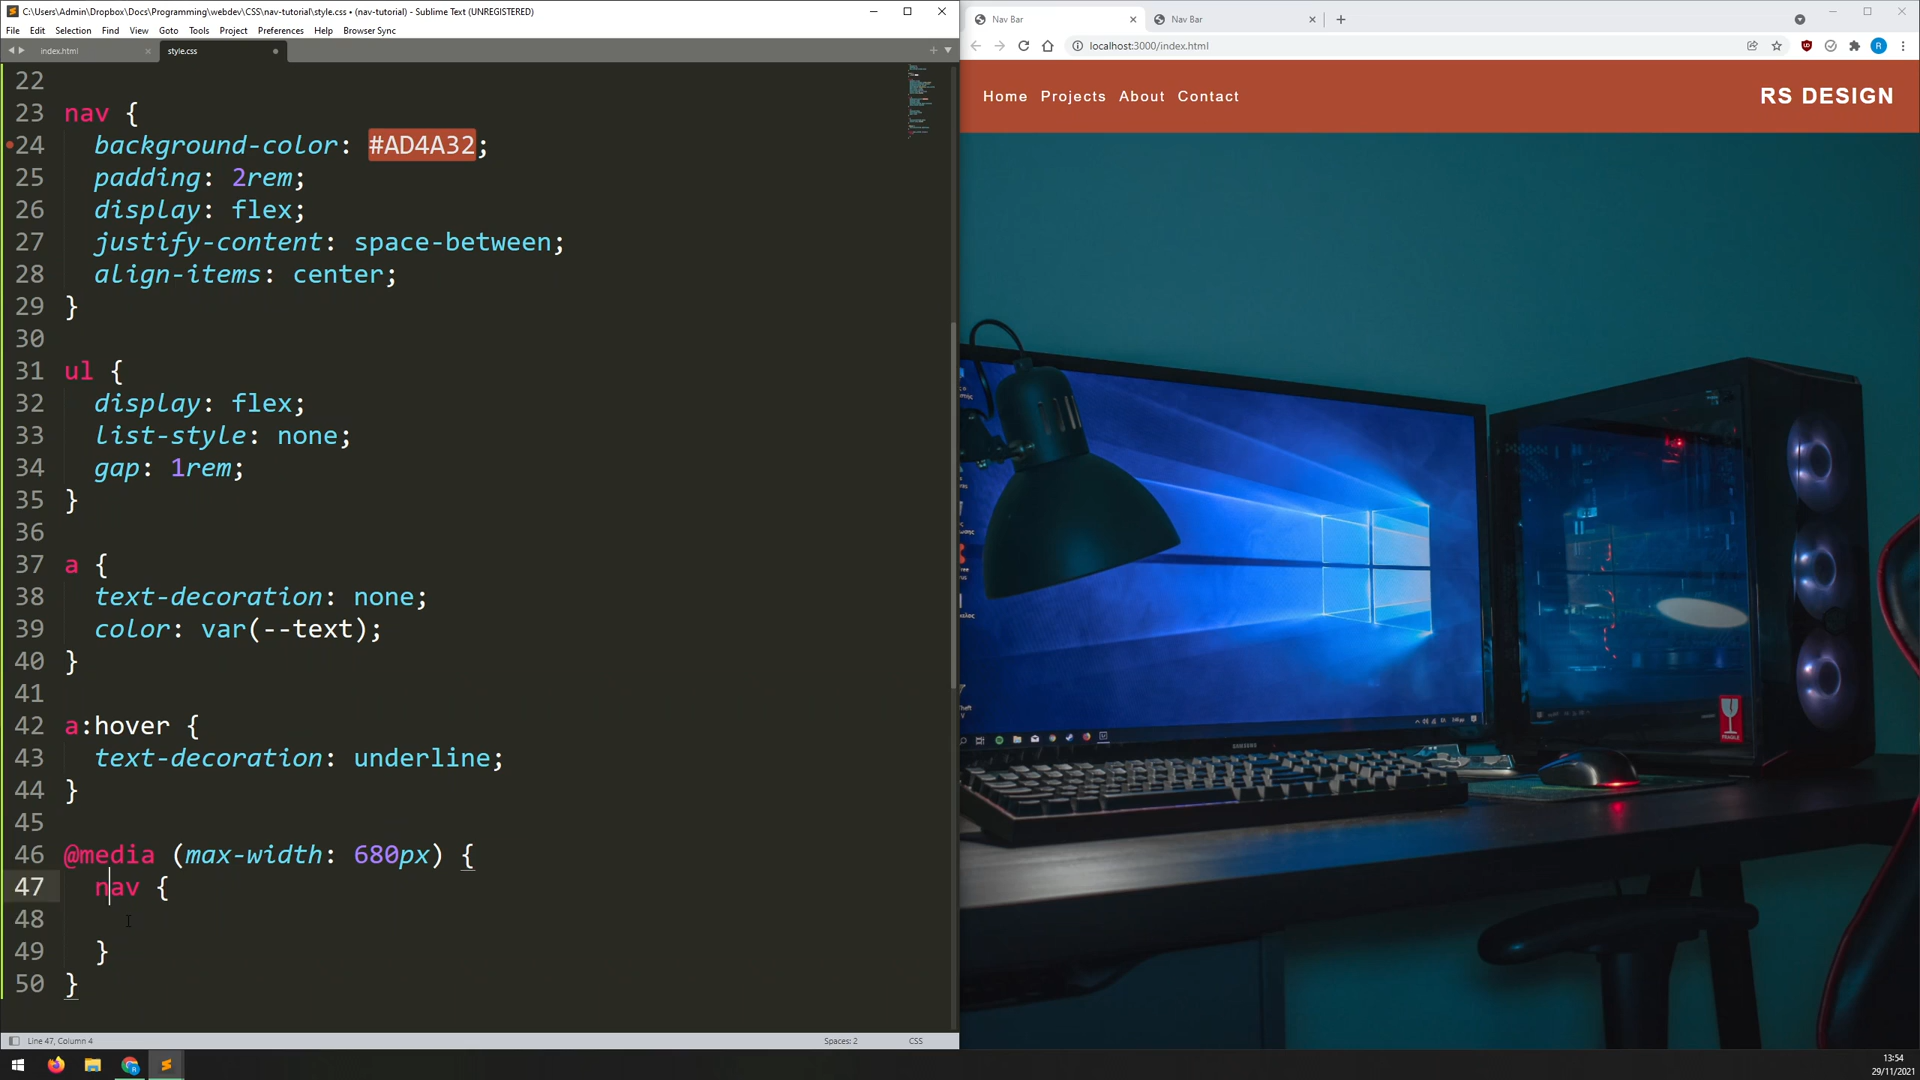 C:\Users\Admin\Dropbox\Docs\Programming\webdev\CSS\nav-tutorial\style.css • (nav-tutorial) - Sublime Text (UNREGISTERED)
File Edit Selection Find View Goto Tools Project Preferences Help Browser Sync
index.html style.css
22
23 nav {
24 background-color: #AD4A32;
25 padding: 2rem;
26 display: flex;
27 justify-content: space-between;
28 align-items: center;
29 }
30
31 ul {
32 display: flex;
33 list-style: none;
34 gap: 1rem;
35 }
36
37 a {
38 text-decoration: none;
39 color: var(--text);
40 }
41
42 a:hover {
43 text-decoration: underline;
44 }
45
46 @media (max-width: 680px) {
47 nav {
48
49 }
50 }
Line 47, Column 4 Spaces: 2 CSS
Nav Bar Nav Bar
localhost:3000/index.html
R
Home Projects About Contact RS DESIGN
SAMSUNG
FRAGILE
13:54
29/11/2021